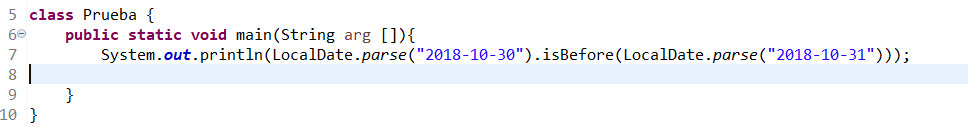 5 class Prueba {
6 public static void main(String arg []){
7 System.out.println(LocalDate.parse("2018-10-30").isBefore(LocalDate.parse("2018-10-31")));
8
9 }
10 }